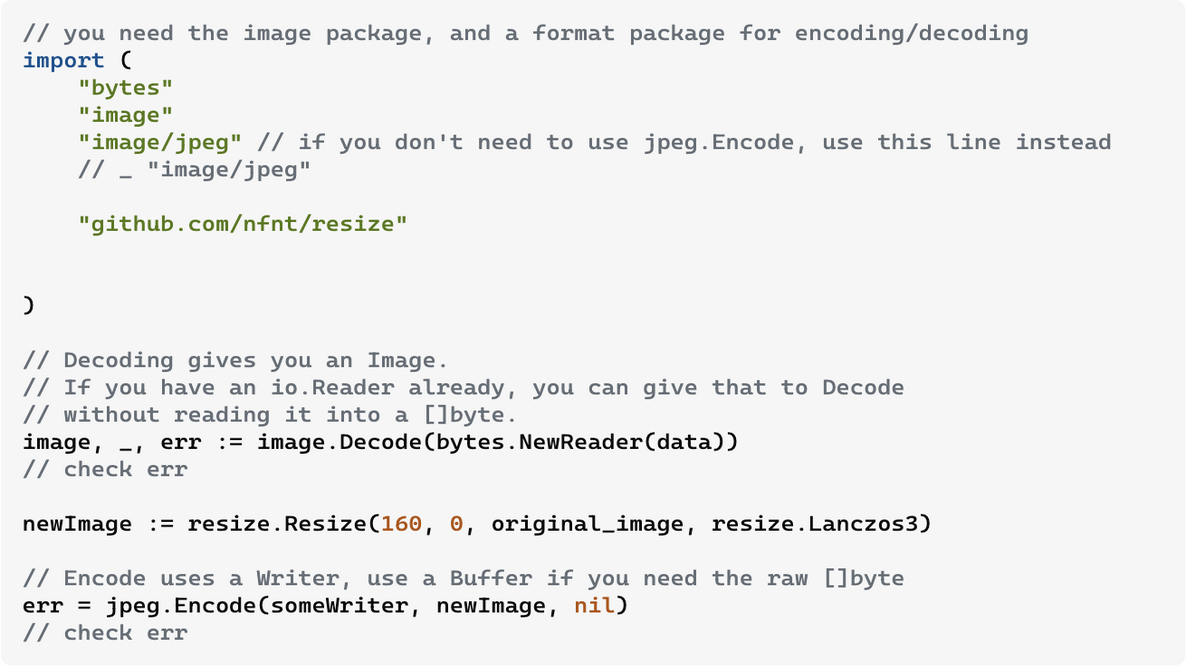 // you need the image package, and a format package for encoding/decoding
import (
    "bytes"
    "image"
    "image/jpeg" // if you don't need to use jpeg.Encode, use this line instead
    // _ "image/jpeg"

    "github.com/nfnt/resize"


)

// Decoding gives you an Image.
// If you have an io.Reader already, you can give that to Decode
// without reading it into a []byte.
image, _, err := image.Decode(bytes.NewReader(data))
// check err

newImage := resize.Resize(160, 0, original_image, resize.Lanczos3)

// Encode uses a Writer, use a Buffer if you need the raw []byte
err = jpeg.Encode(someWriter, newImage, nil)
// check err